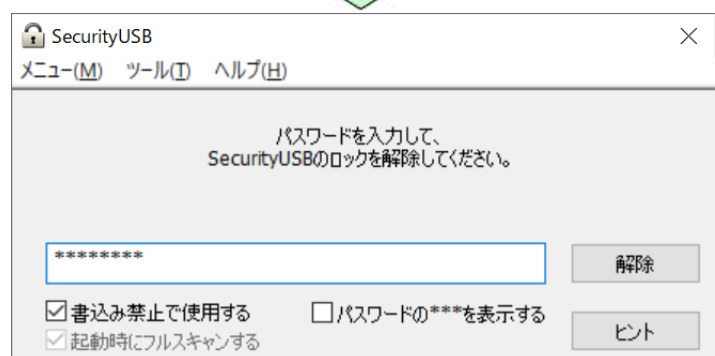 SecurityUSB
メニュー(M) ツール(T) ヘルプ(H)
パスワードを入力して、
SecurityUSBのロックを解除してください。
******** 解除
書込み禁止で使用する パスワードの***を表示する
起動時にフルスキャンする ヒント